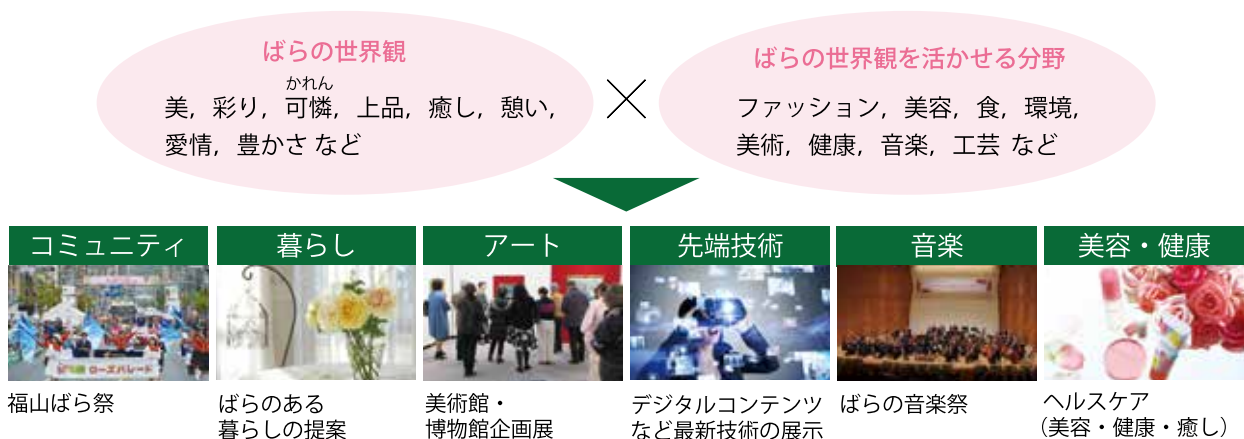 ばらの世界観
かれん
美，彩り，可憐，上品，癒し，憩い，
愛情，豊かさ など
×
ばらの世界観を活かせる分野
ファッション，美容，食，環境，
美術，健康，音楽，工芸 など
コミュニティ
ローズパレード
福山ばら祭
暮らし
ばらのある
暮らしの提案
アート
美術館・
博物館企画展
先端技術
デジタルコンテンツ
など最新技術の展示
音楽
ばらの音楽祭
美容・健康
ヘルスケア
（美容・健康・癒し）